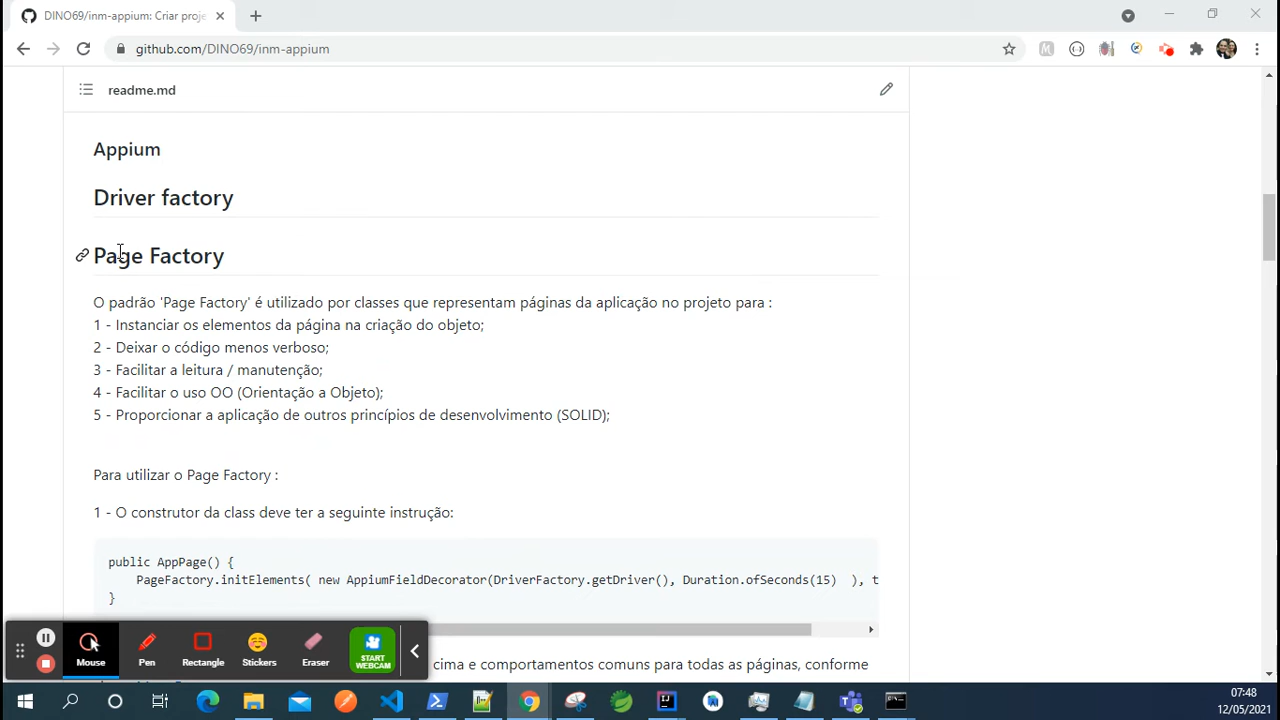 DINO69/inm-appium: Criar proje
github.com/DINO69/inm-appium
readme.md
Appium
Driver factory
Page Factory
O padrão 'Page Factory' é utilizado por classes que representam páginas da aplicação no projeto para :
1 - Instanciar os elementos da página na criação do objeto;
2 - Deixar o código menos verboso;
3 - Facilitar a leitura / manutenção;
4 - Facilitar o uso OO (Orientação a Objeto);
5 - Proporcionar a aplicação de outros princípios de desenvolvimento (SOLID);
Para utilizar o Page Factory :
1 - O construtor da class deve ter a seguinte instrução:
public AppPage() {
PageFactory.initElements( new AppiumFieldDecorator(DriverFactory.getDriver(), Duration.ofSeconds(15) ), t
}
cima e comportamentos comuns para todas as páginas, conforme
Mouse Pen Rectangle Stickers Eraser START WEBCAM
07:48
12/05/2021